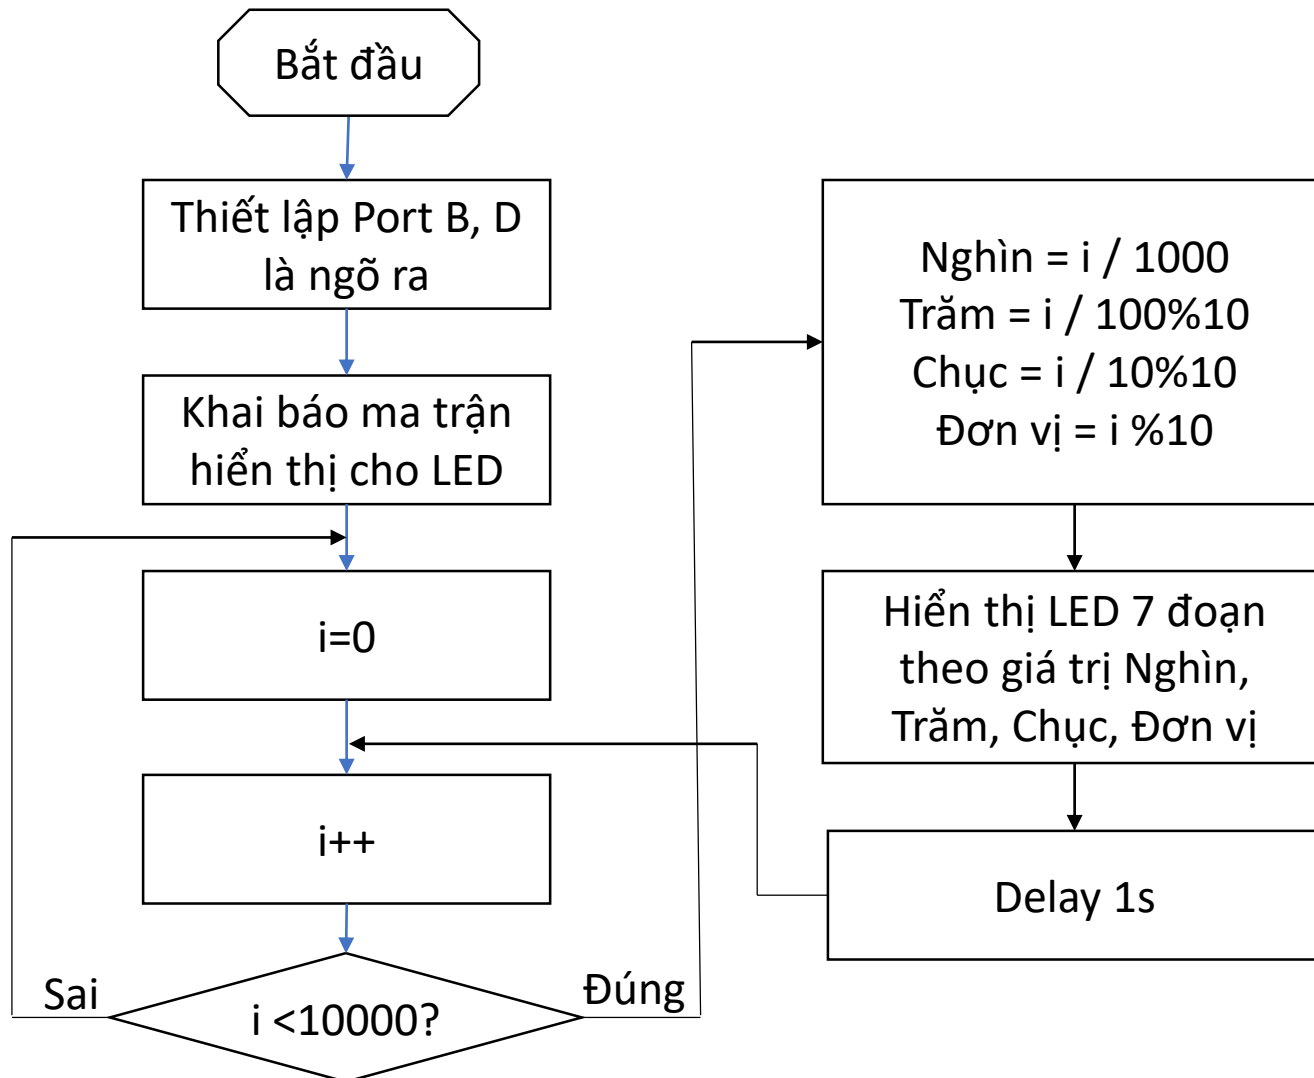 Bắt đầu
Thiết lập Port B, D
là ngõ ra
Khai báo ma trận
hiển thị cho LED
i=0
i++
i <10000?
Sai
Đúng
Nghìn = i / 1000
Trăm = i / 100%10
Chục = i / 10%10
Đơn vị = i %10
Hiển thị LED 7 đoạn
theo giá trị Nghìn,
Trăm, Chục, Đơn vị
Delay 1s